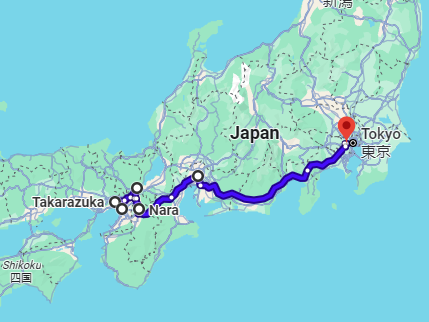 新潟
Japan
Tokyo
東京
Takarazuka
Nara
Shikoku
四国